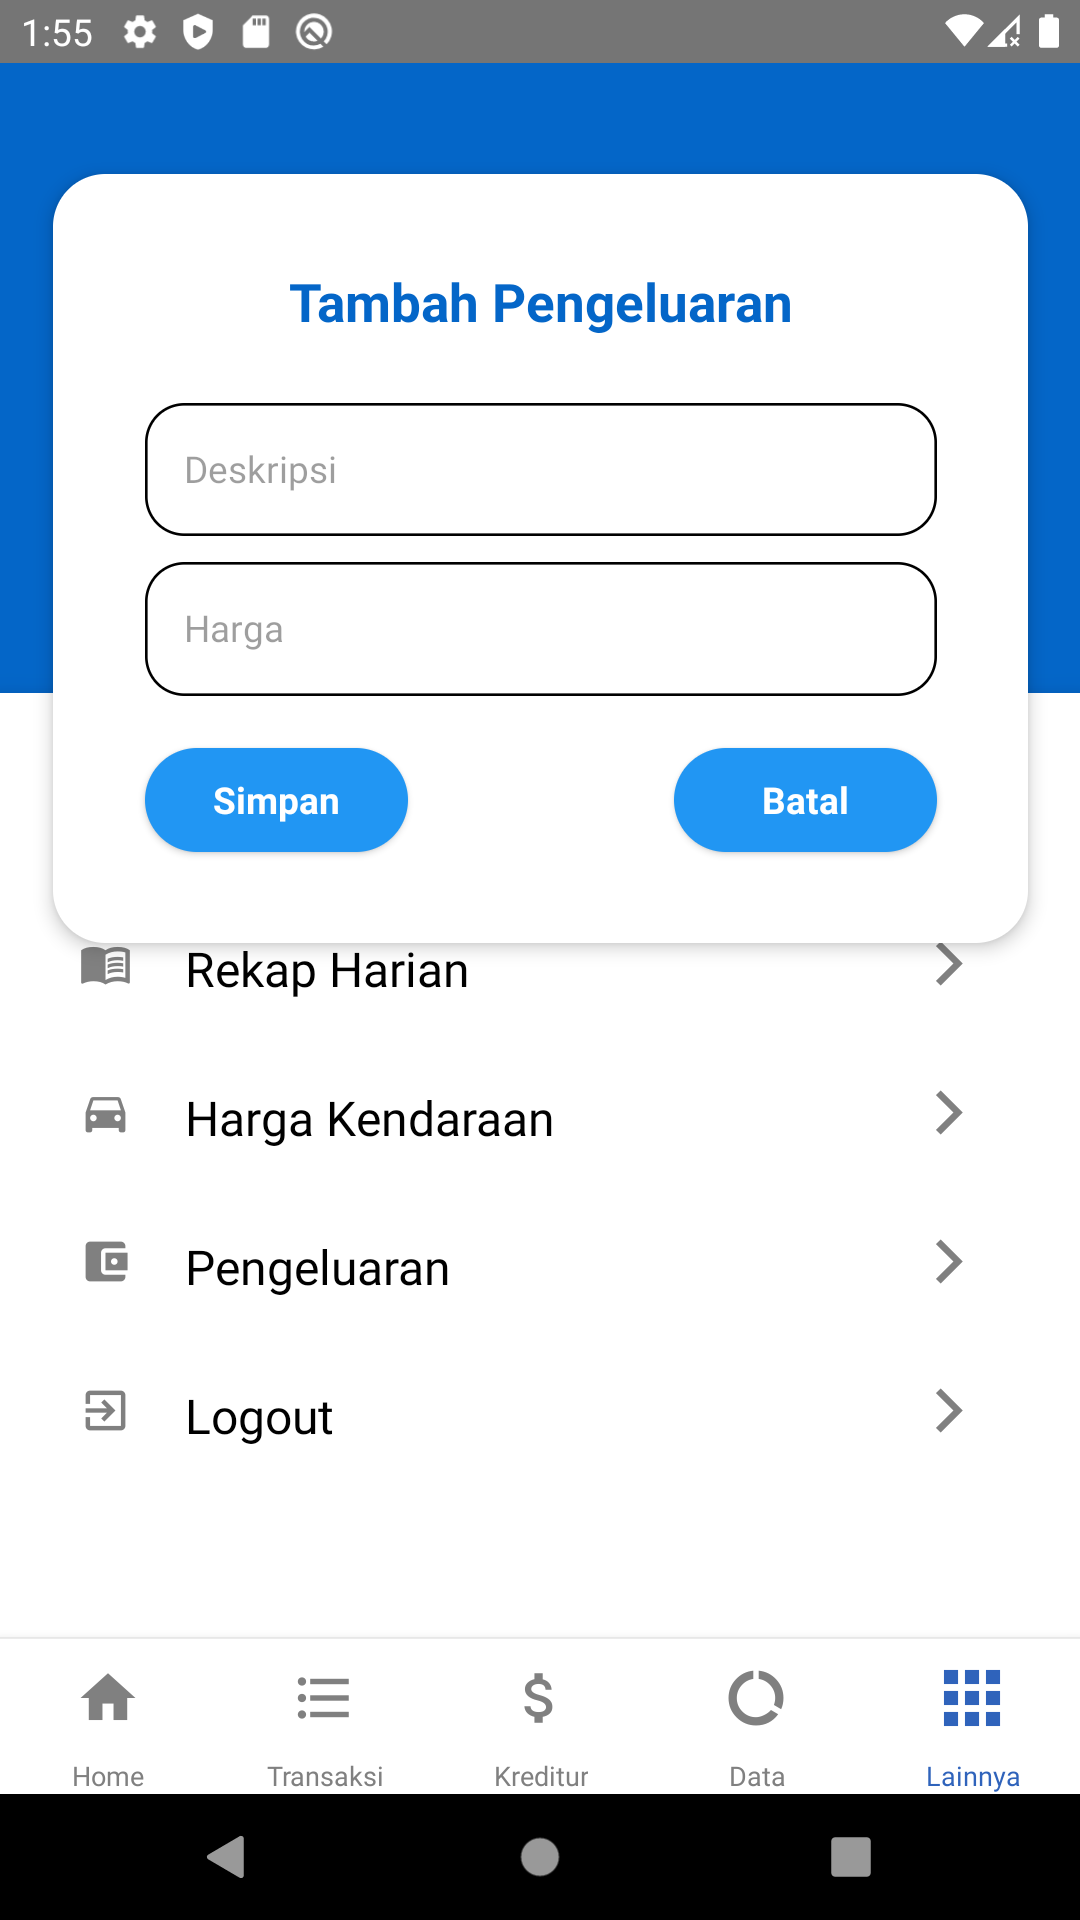 1:55
Tambah Pengeluaran
Deskripsi
Harga
Simpan Batal
Rekap Harian
Harga Kendaraan
Pengeluaran
Logout
Home Transaksi Kreditur Data Lainnya